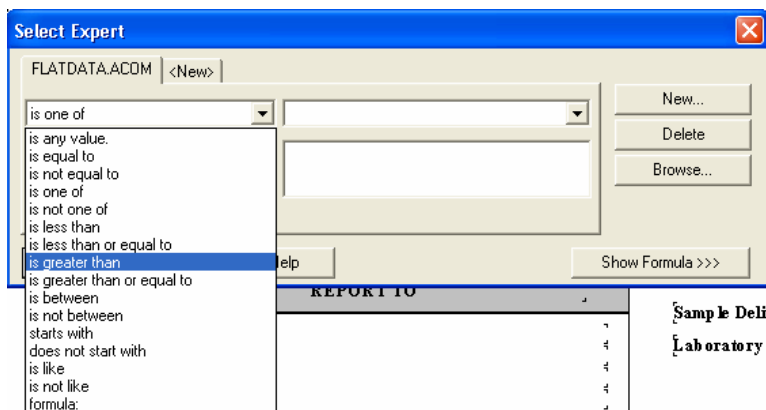 Select Expert
FLATDATA.ACOM <New>
is one of
New...
Delete
Browse...
is any value.
is equal to
is not equal to
is one of
is not one of
is less than
is less than or equal to
is greater than
is greater than or equal to
is between
is not between
starts with
does not start with
is like
is not like
formula:
Help
Show Formula >>>
REPORT TO
Sample Deli
Laboratory